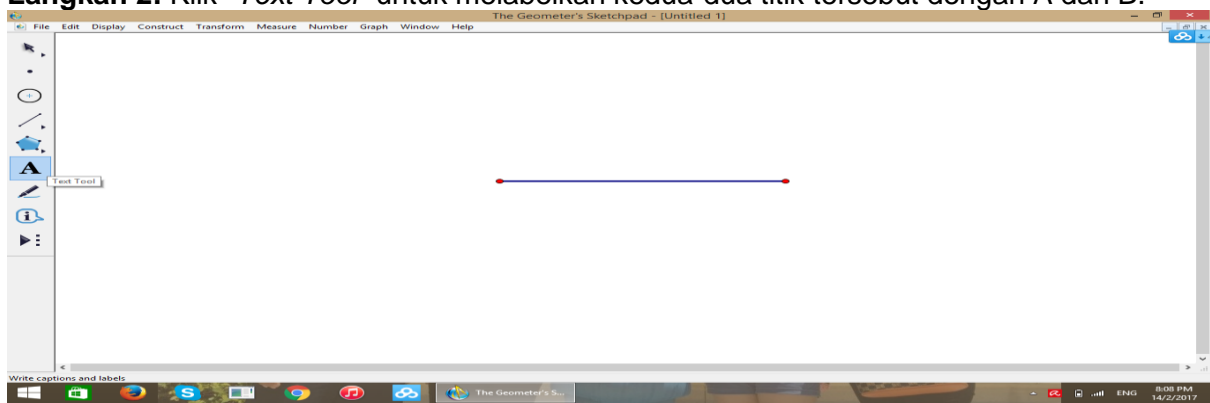 Langkah 2: Klik "Text Tool" untuk melabelkan kedua-dua titik tersebut dengan A dan B.
The Geometer's Sketchpad - [Untitled 1]
File Edit Display Construct Transform Measure Number Graph Window Help
A
Text Tool
Write captions and labels
The Geometer's S...
ENG
8:08 PM
14/2/2017